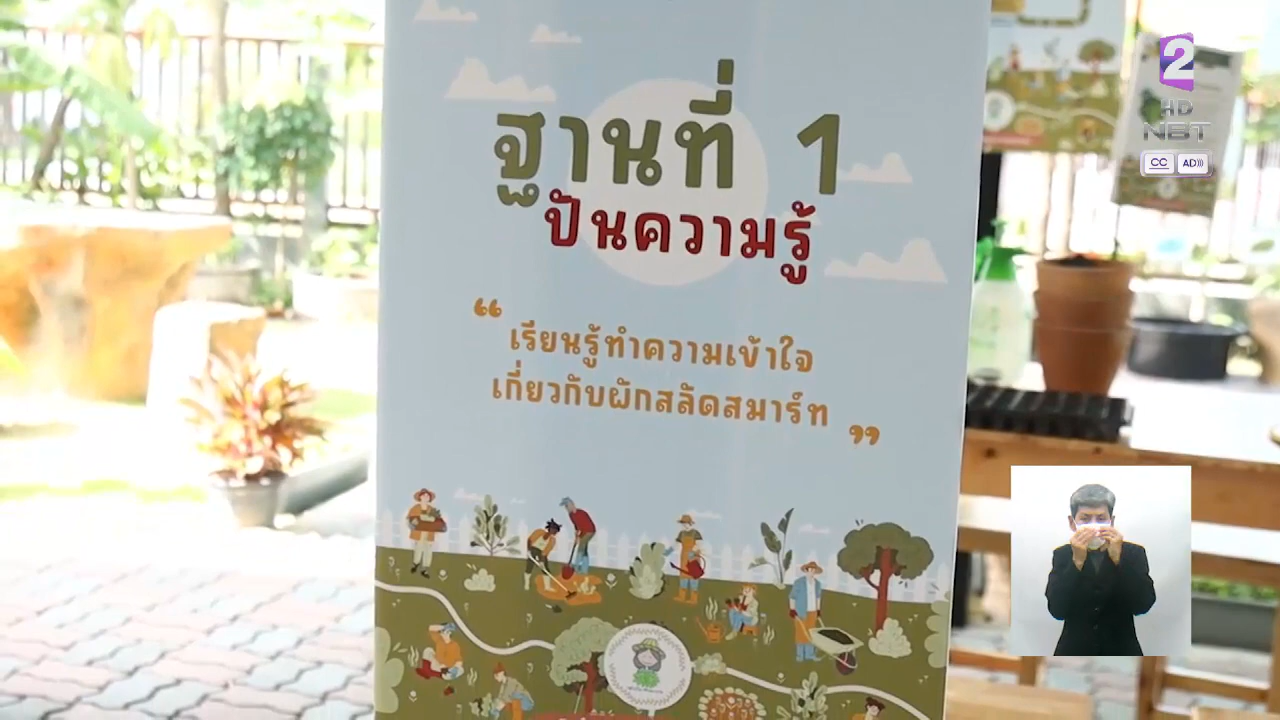 ฐานที่ 1
ปันความรู้
“ เรียนรู้ทำความเข้าใจ
เกี่ยวกับผักสลัดสมาร์ท ”
2
HD
NBT
CC AD)))